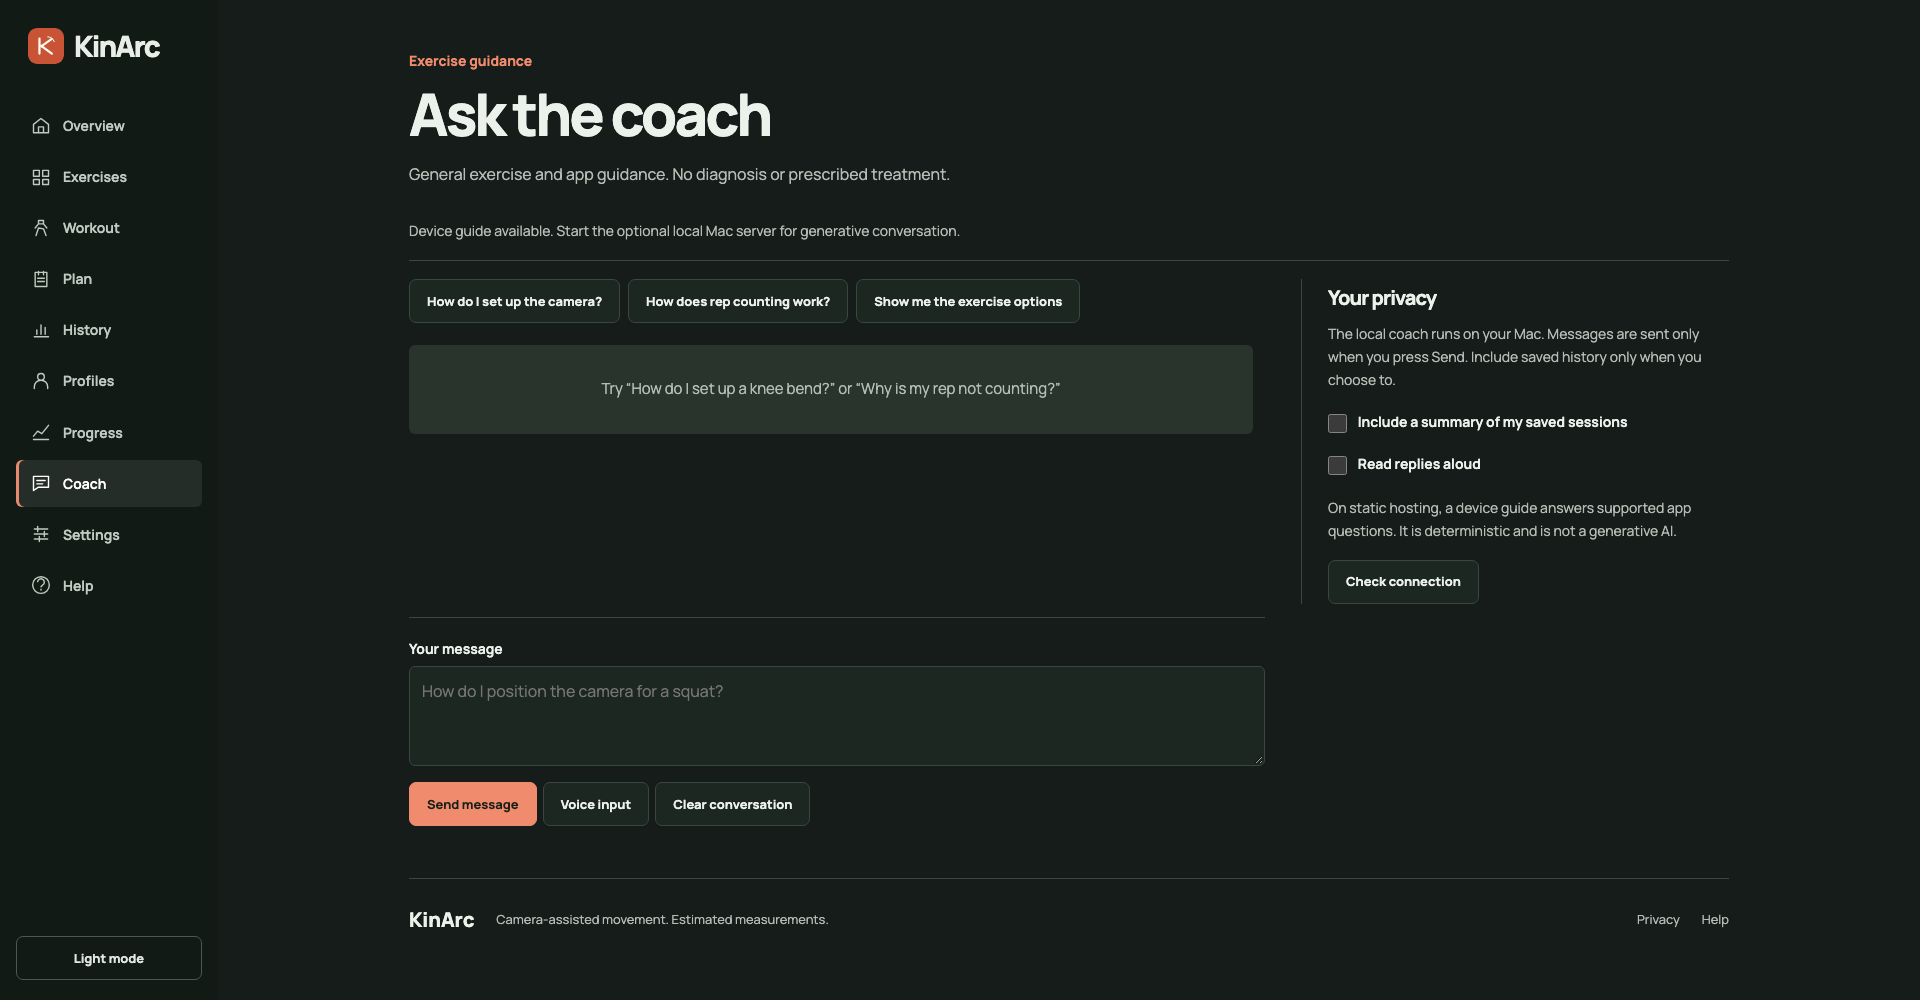 KinArc
Overview
Exercises
Workout
Plan
History
Profiles
Progress
Coach
Settings
Help
Light mode
Exercise guidance
Ask the coach
General exercise and app guidance. No diagnosis or prescribed treatment.
Device guide available. Start the optional local Mac server for generative conversation.
How do I set up the camera?
How does rep counting work?
Show me the exercise options
Try “How do I set up a knee bend?” or “Why is my rep not counting?”
Your message
How do I position the camera for a squat?
Send message
Voice input
Clear conversation
Your privacy
The local coach runs on your Mac. Messages are sent only
when you press Send. Include saved history only when you
choose to.
Include a summary of my saved sessions
Read replies aloud
On static hosting, a device guide answers supported app
questions. It is deterministic and is not a generative AI.
Check connection
KinArc
Camera-assisted movement. Estimated measurements.
Privacy
Help